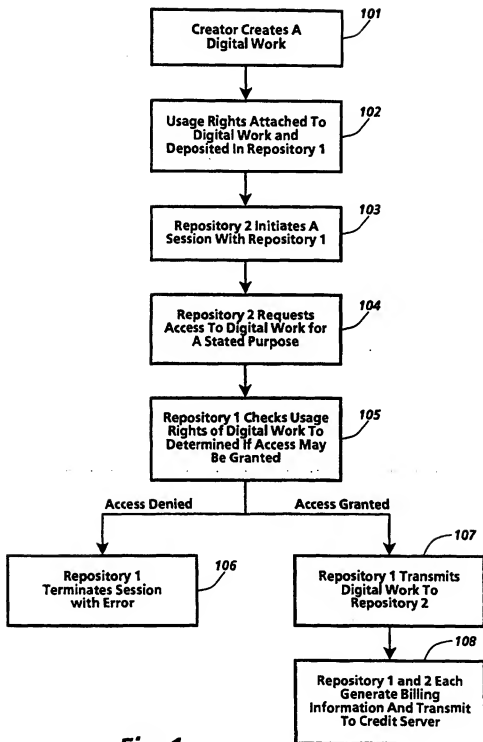 101
Creator Creates A
Digital Work
102
Usage Rights Attached To
Digital Work and
Deposited In Repository 1
103
Repository 2 Initiates A
Session With Repository 1
104
Repository 2 Requests
Access To Digital Work for
A Stated Purpose
105
Repository 1 Checks Usage
Rights of Digital Work To
Determined If Access May
Be Granted
Access Denied
Access Granted
106
Repository 1
Terminates Session
with Error
107
Repository 1 Transmits
Digital Work To
Repository 2
108
Repository 1 and 2 Each
Generate Billing
Information And Transmit
To Credit Server